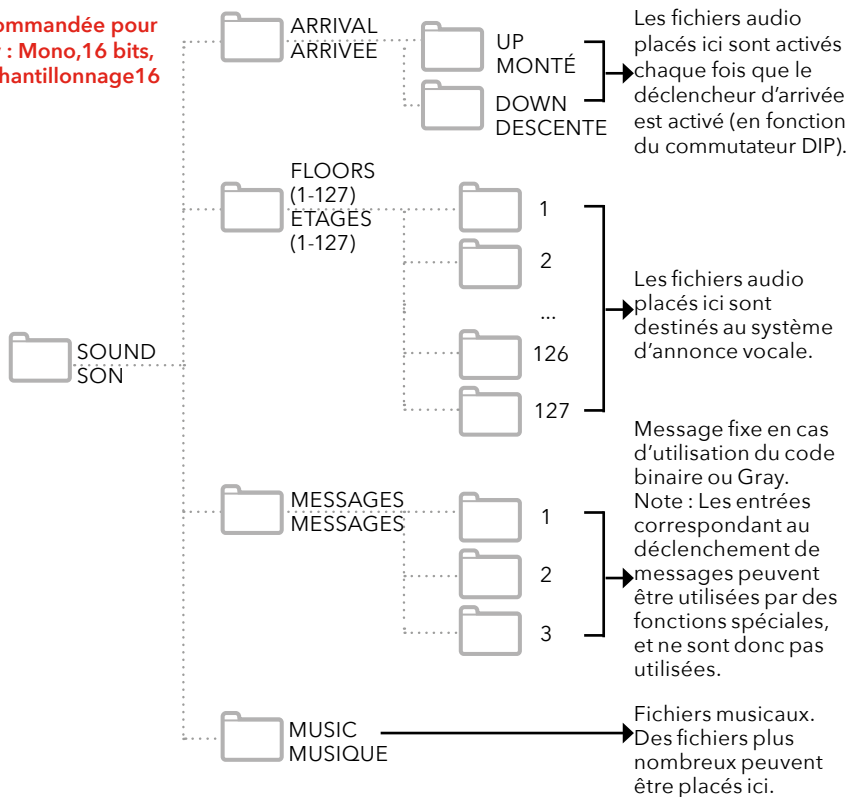 ommandée pour
: Mono,16 bits,
hantillonnage16
ARRIVAL
ARRIVEE
UP
MONTÉ
DOWN
DESCENTE
Les fichiers audio
placés ici sont activés
chaque fois que le
déclencheur d'arrivée
est activé (en fonction
du commutateur DIP).
FLOORS
(1-127)
ETAGES
(1-127)
1
2
...
126
127
Les fichiers audio
placés ici sont
destinés au système
d'annonce vocale.
SOUND
SON
MESSAGES
MESSAGES
1
2
3
Message fixe en cas
d'utilisation du code
binaire ou Gray.
Note : Les entrées
correspondant au
déclenchement de
messages peuvent
être utilisées par des
fonctions spéciales,
et ne sont donc pas
utilisées.
MUSIC
MUSIQUE
Fichiers musicaux.
Des fichiers plus
nombreux peuvent
être placés ici.